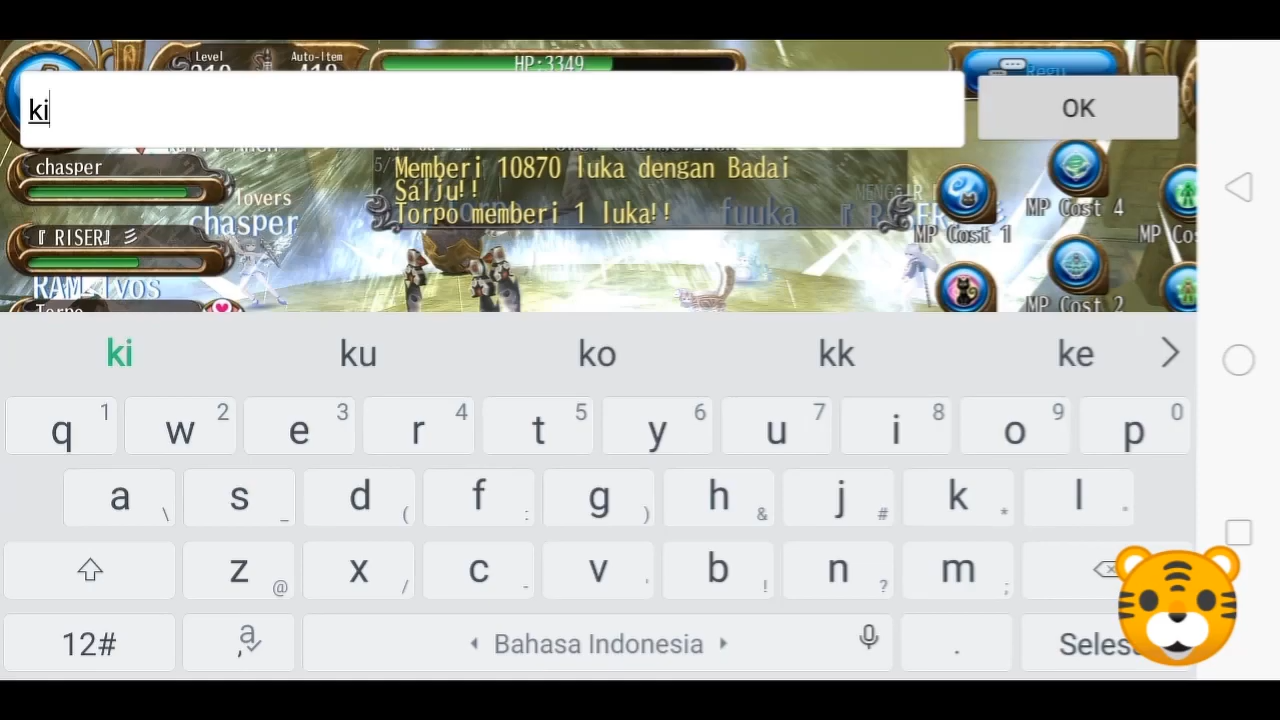 Level
Auto-Item
HP:3349
ki
OK
chasper
Memberi 10870 luka dengan Badai
Salju!!
lovers
chasper
Torpo memberi 1 luka!!
fuuka
MP Cost 4
MP Cost 1
『 RISER』 彡
MP Cost 2
ki
ku
ko
kk
ke
q 1
w 2
e 3
r 4
t 5
y 6
u 7
i 8
o 9
p 0
a \
s _
d (
f :
g )
h &
j #
k *
l "
z @
x /
c -
v '
b !
n ?
m ;
12#
a ,
Bahasa Indonesia
.